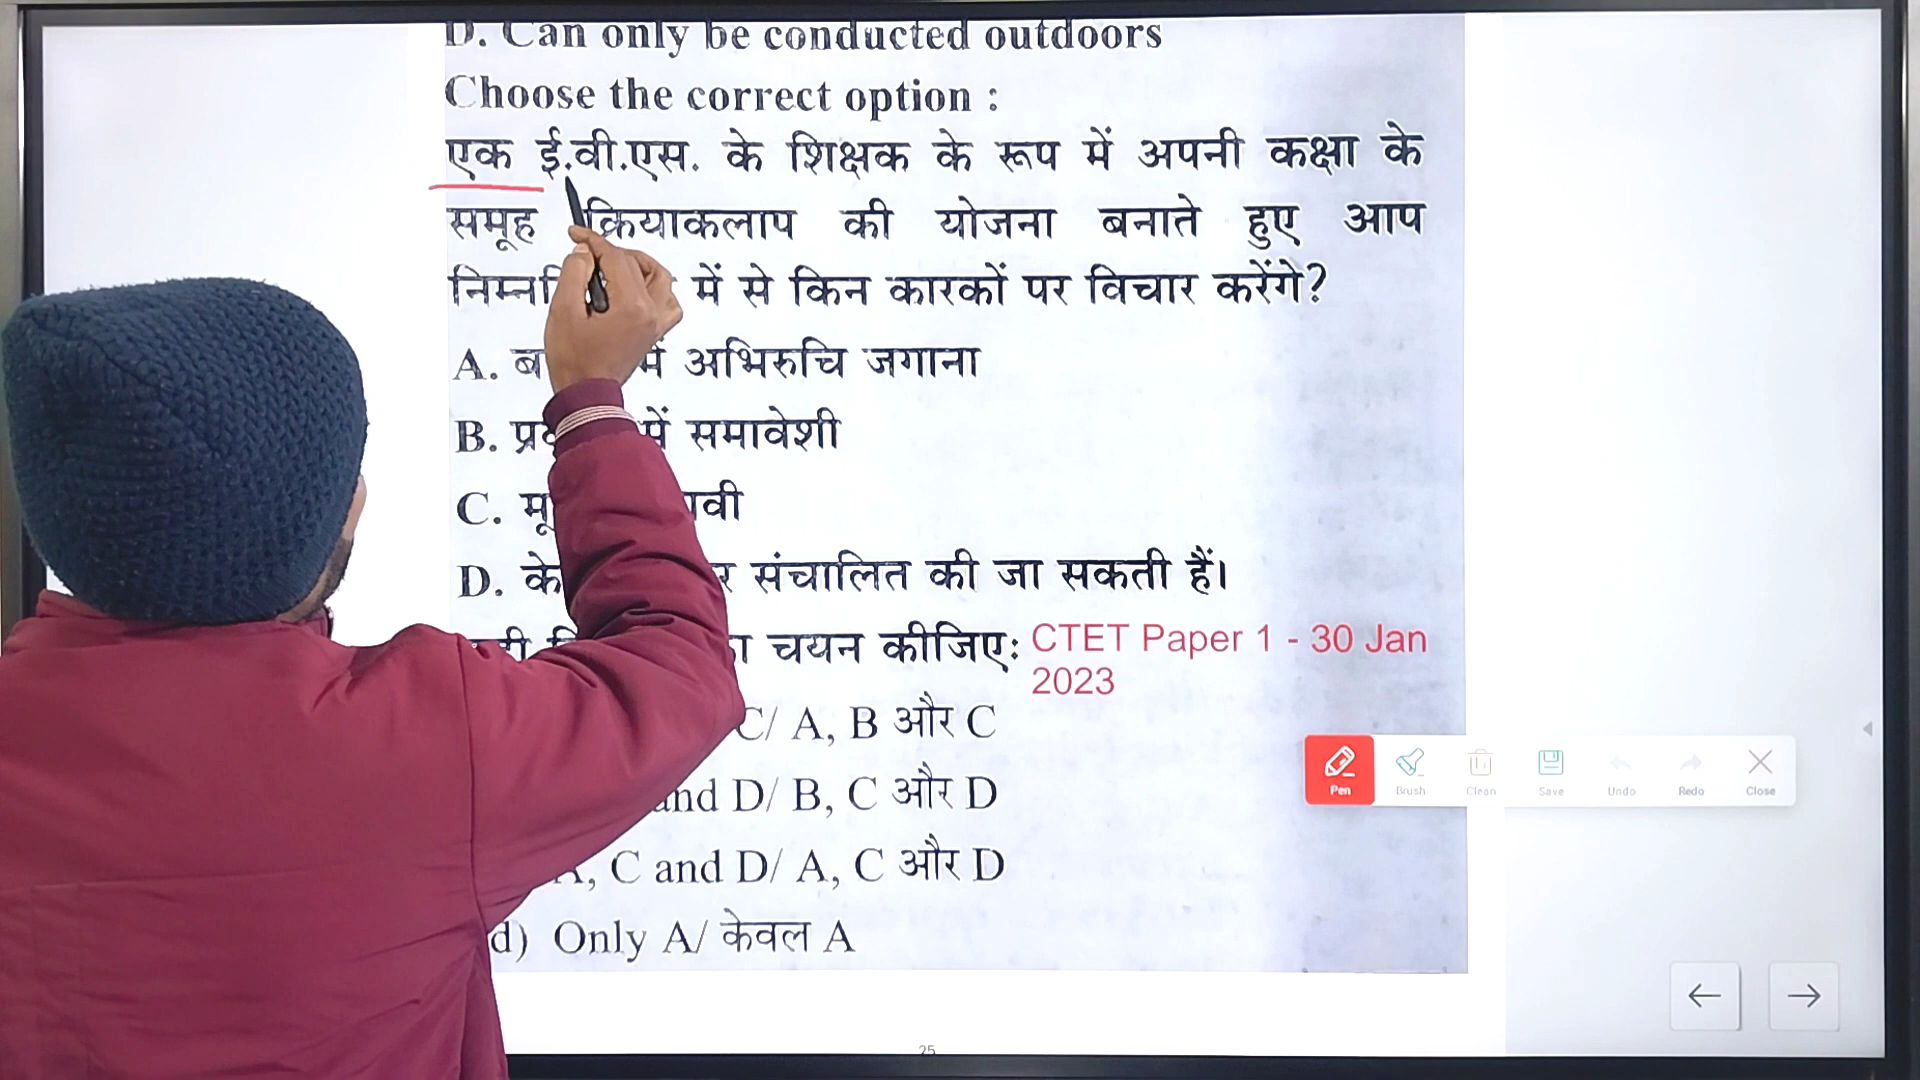 D. Can only be conducted outdoors
Choose the correct option :
एक ई.वी.एस. के शिक्षक के रूप में अपनी कक्षा के
समूह क्रियाकलाप की योजना बनाते हुए आप
में से किन कारकों पर विचार करेंगे?
A. में अभिरुचि जगाना
B. में समावेशी
C.
D. संचालित की जा सकती हैं।
चयन कीजिए:
CTET Paper 1 - 30 Jan
2023
C/ A, B और C
and D/ B, C और D
A, C and D/ A, C और D
d) Only A/ केवल A
Pen Brush Clean Save Undo Redo Close
25